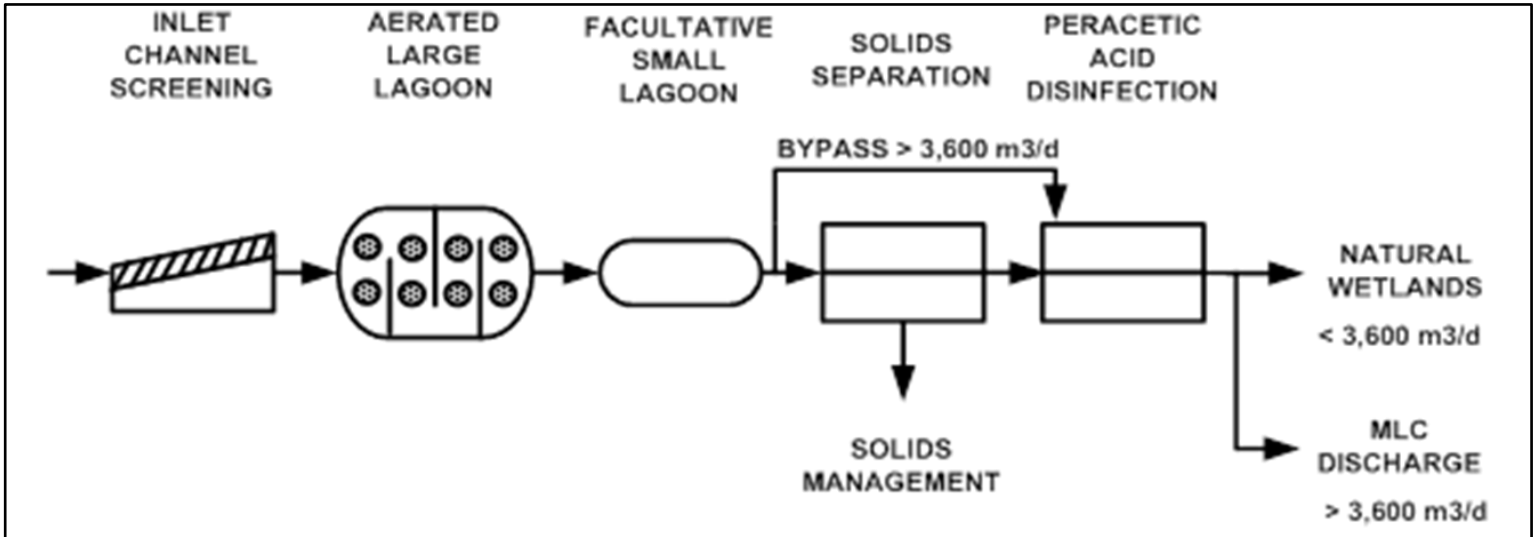 INLET
CHANNEL
SCREENING
AERATED
LARGE
LAGOON
FACULTATIVE
SMALL
LAGOON
SOLIDS
SEPARATION
PERACETIC
ACID
DISINFECTION
BYPASS > 3,600 m3/d
NATURAL
WETLANDS
< 3,600 m3/d
SOLIDS
MANAGEMENT
MLC
DISCHARGE
> 3,600 m3/d